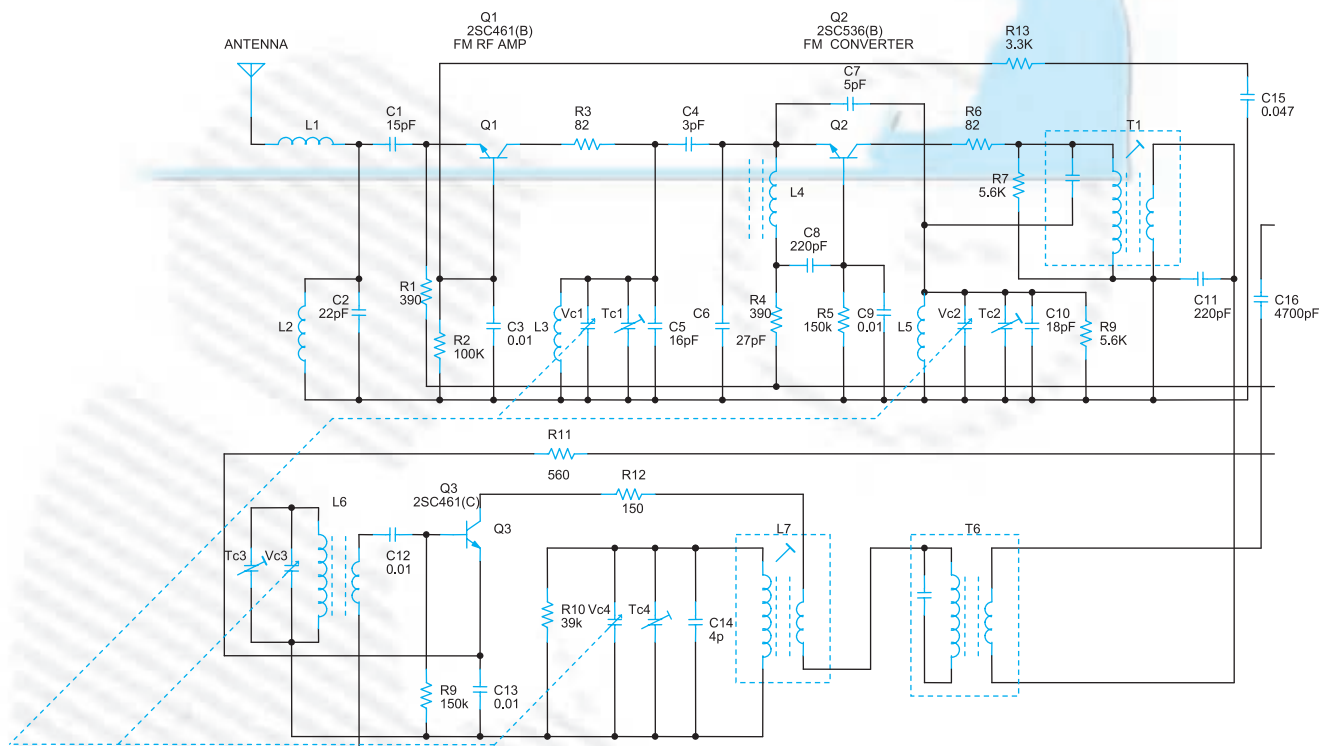 Q1
2SC461(B)
FM RF AMP
Q2
2SC536(B)
FM CONVERTER
R13
3.3K
ANTENNA
C7
5pF
C15
0.047
L1
C1
15pF
Q1
R3
82
C4
3pF
Q2
R6
82
T1
R7
5.6K
L4
C8
220pF
R1
390
C2
22pF
L2
R2
100K
C3
0.01
L3
Vc1
Tc1
C5
16pF
C6
27pF
R4
390
R5
150k
C9
0.01
L5
Vc2
Tc2
C10
18pF
R9
5.6K
C11
220pF
C16
4700pF
R11
560
R12
150
Q3
2SC461(C)
Q3
L6
L7
T6
Tc3
Vc3
C12
0.01
R10
39k
Vc4
Tc4
C14
4p
R9
150k
C13
0.01